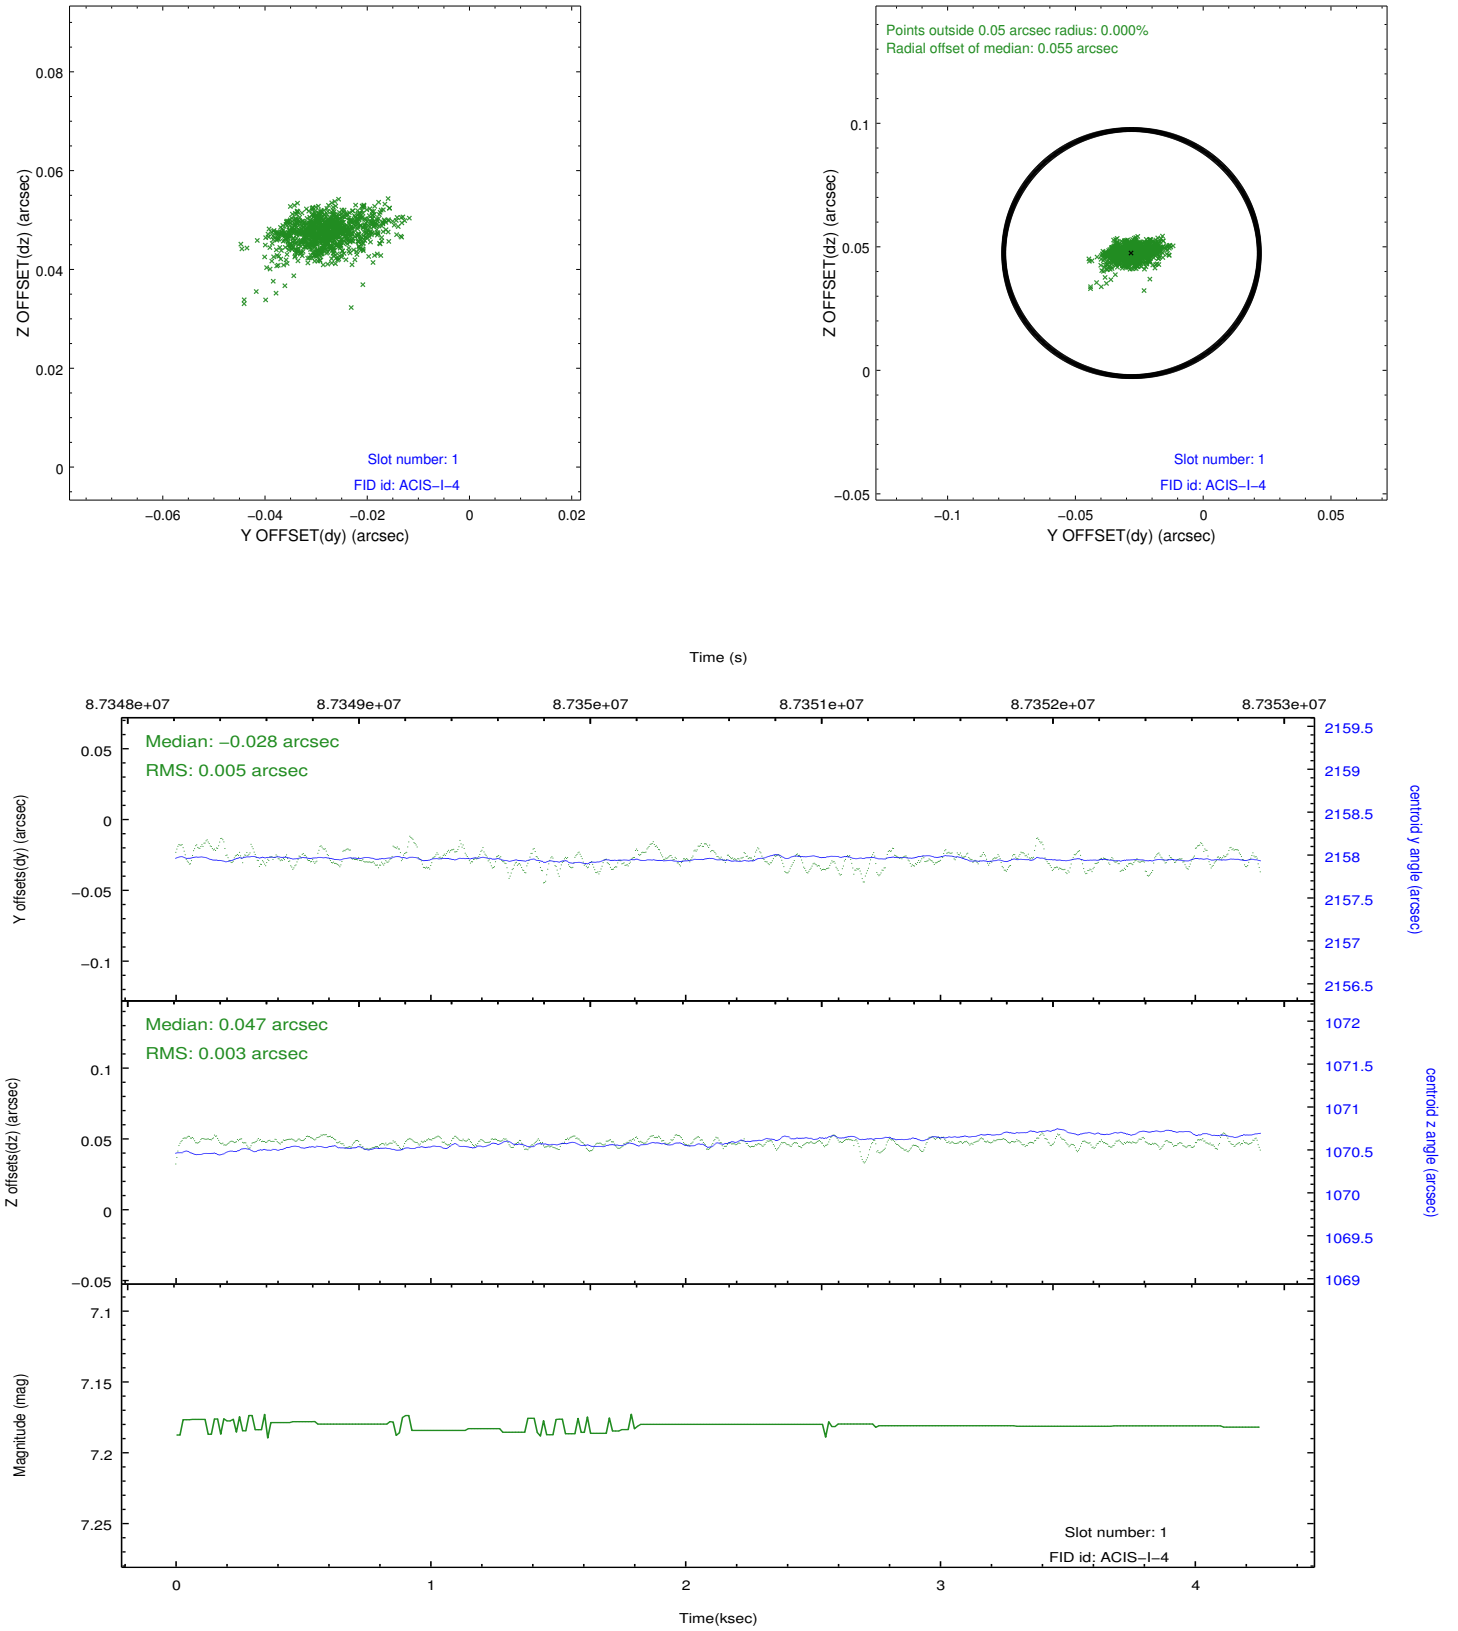 0.08
0.06
0.04
0.02
0
Z OFFSET(dz) (arcsec)
Slot number: 1
FID id: ACIS−I−4
−0.06 −0.04 −0.02 0 0.02
Y OFFSET(dy) (arcsec)
Points outside 0.05 arcsec radius: 0.000%
Radial offset of median: 0.055 arcsec
0.1
0.05
0
−0.05
Z OFFSET(dz) (arcsec)
Slot number: 1
FID id: ACIS−I−4
−0.1 −0.05 0 0.05
Y OFFSET(dy) (arcsec)
Time (s)
8.7348e+07 8.7349e+07 8.735e+07 8.7351e+07 8.7352e+07 8.7353e+07
Median: −0.028 arcsec
RMS: 0.005 arcsec
0.05
0
−0.05
−0.1
Y offsets(dy) (arcsec)
2159.5
2159
2158.5
2158
2157.5
2157
2156.5
centroid y angle (arcsec)
Median: 0.047 arcsec
RMS: 0.003 arcsec
0.1
0.05
0
−0.05
Z offsets(dz) (arcsec)
1072
1071.5
1071
1070.5
1070
1069.5
1069
centroid z angle (arcsec)
7.1
7.15
7.2
7.25
Magnitude (mag)
Slot number: 1
FID id: ACIS−I−4
0 1 2 3 4
Time(ksec)